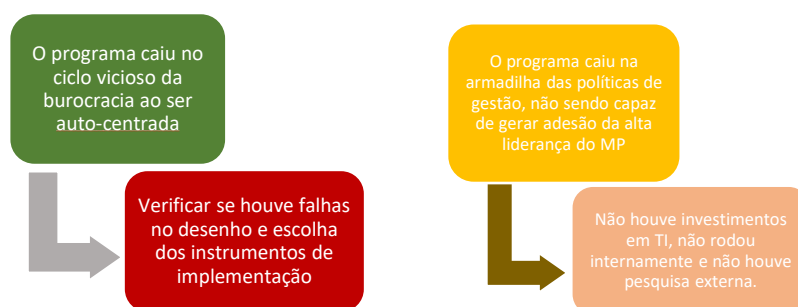 O programa caiu no
ciclo vicioso da
burocracia ao ser
auto-centrada
Verificar se houve falhas
no desenho e escolha
dos instrumentos de
implementação
O programa caiu na
armadilha das políticas de
gestão, não sendo capaz
de gerar adesão da alta
liderança do MP
Não houve investimentos
em TI, não rodou
internamente e não houve
pesquisa externa.